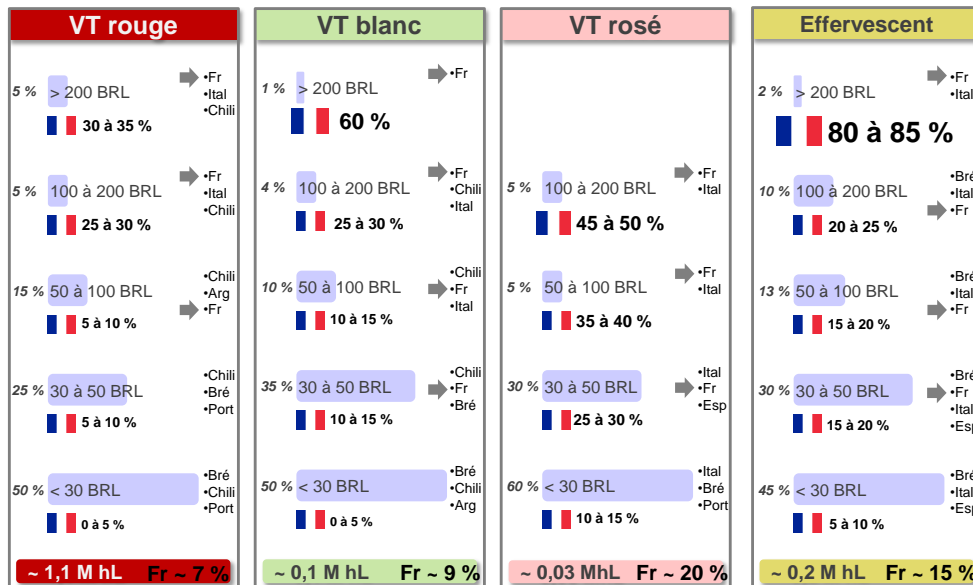 VT rouge
5 %
> 200 BRL
•Fr
•Ital
•Chili
30 à 35 %
5 %
100 à 200 BRL
•Fr
•Ital
•Chili
25 à 30 %
15 %
50 à 100 BRL
•Chili
•Arg
•Fr
5 à 10 %
25 %
30 à 50 BRL
•Chili
•Bré
•Port
5 à 10 %
50 %
< 30 BRL
•Bré
•Chili
•Port
0 à 5 %
~ 1,1 M hL Fr ~ 7 %
VT blanc
1 %
> 200 BRL
•Fr
60 %
4 %
100 à 200 BRL
•Fr
•Chili
•Ital
25 à 30 %
10 %
50 à 100 BRL
•Chili
•Fr
•Ital
10 à 15 %
35 %
30 à 50 BRL
•Chili
•Fr
•Bré
10 à 15 %
50 %
< 30 BRL
•Bré
•Chili
•Arg
0 à 5 %
~ 0,1 M hL Fr ~ 9 %
VT rosé
5 %
100 à 200 BRL
•Fr
•Ital
45 à 50 %
5 %
50 à 100 BRL
•Fr
•Ital
35 à 40 %
30 %
30 à 50 BRL
•Ital
•Fr
•Esp
25 à 30 %
60 %
< 30 BRL
•Ital
•Bré
•Port
10 à 15 %
~ 0,03 MhL Fr ~ 20 %
Effervescent
2 %
> 200 BRL
•Fr
•Ital
80 à 85 %
10 %
100 à 200 BRL
•Bré
•Ital
•Fr
20 à 25 %
13 %
50 à 100 BRL
•Bré
•Ital
•Fr
15 à 20 %
30 %
30 à 50 BRL
•Bré
•Fr
•Ital
•Esp
15 à 20 %
45 %
< 30 BRL
•Bré
•Ital
•Esp
5 à 10 %
~ 0,2 M hL Fr ~ 15 %